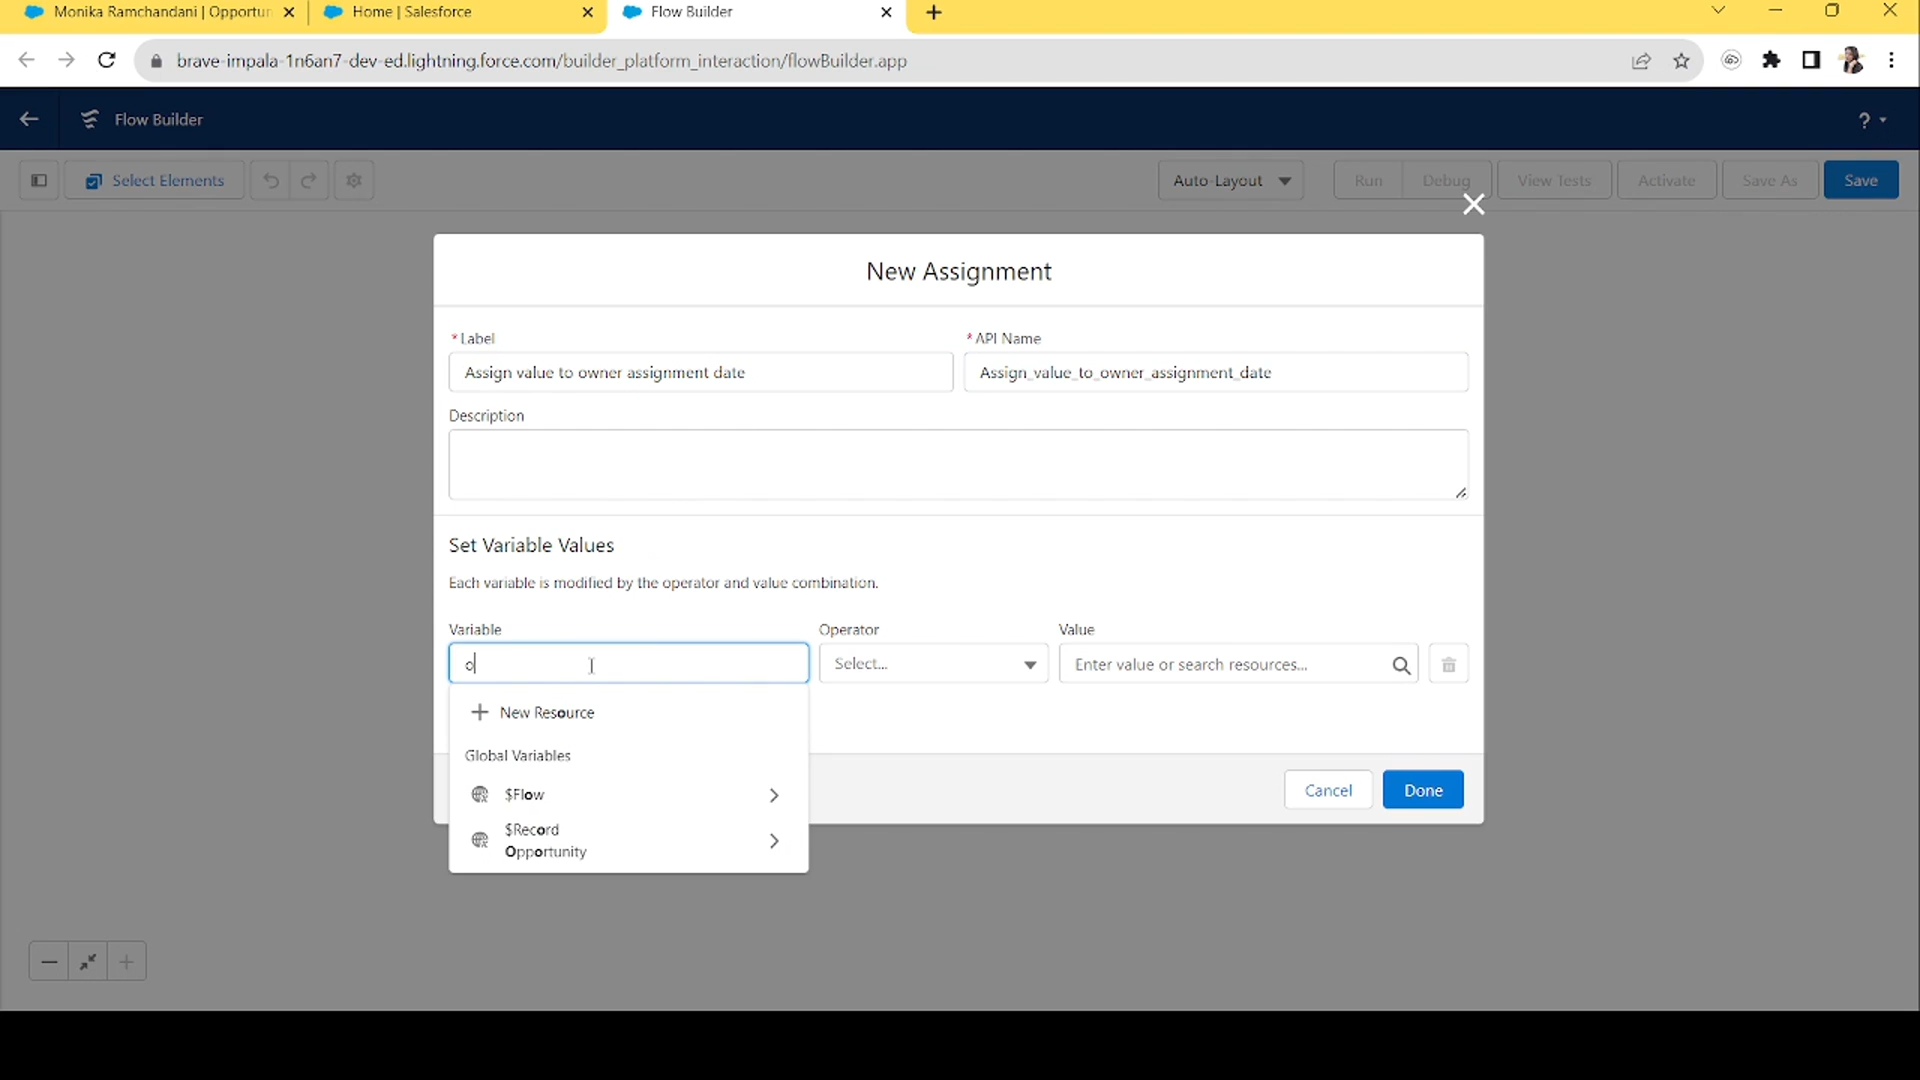 Monika Ramchandani | Opportun
Home | Salesforce
Flow Builder
brave-impala-1n6an7-dev-ed.lightning.force.com/builder_platform_interaction/flowBuilder.app
Flow Builder
?
Select Elements
Auto-Layout
Run
Debug
View Tests
Activate
Save As
Save
New Assignment
*Label
*API Name
Assign value to owner assignment date
Assign_value_to_owner_assignment_date
Description
Set Variable Values
Each variable is modified by the operator and value combination.
Variable
Operator
Value
o
Select...
Enter value or search resources...
New Resource
Global Variables
$Flow
$Record
Opportunity
Cancel
Done